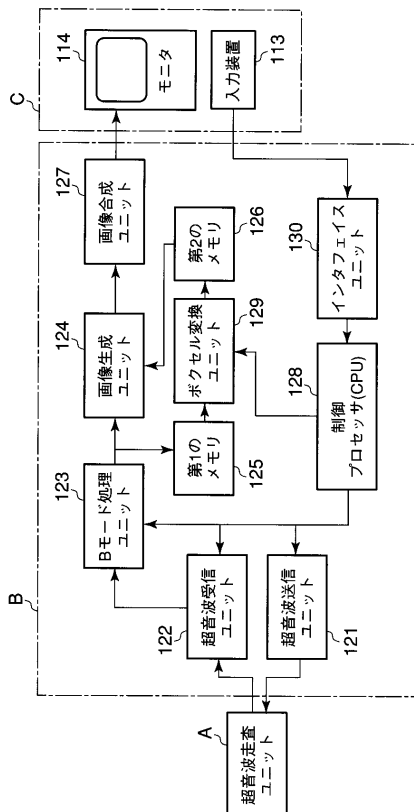 A
超音波走査
ユニット
B
122
超音波受信
ユニット
超音波送信
ユニット
121
123
Bモード処理
ユニット
124
画像生成
ユニット
127
画像合成
ユニット
第1の
メモリ
125
ボクセル変換
ユニット
129
第2の
メモリ
126
128
制御
プロセッサ(CPU)
130
インタフェイス
ユニット
C
114
モニタ
入力装置
113